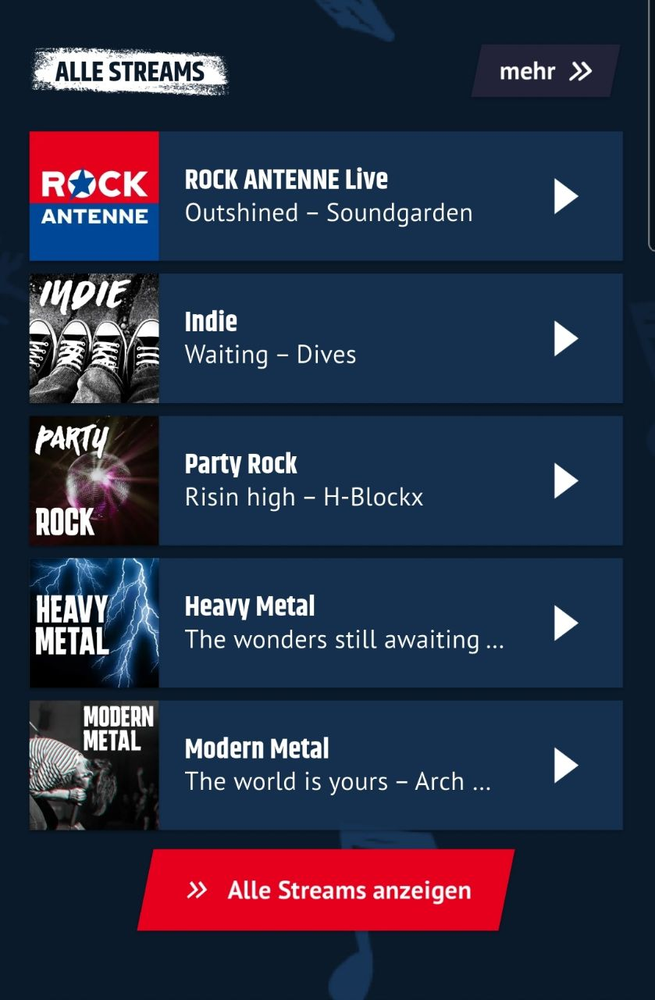 ALLE STREAMS
mehr
ROCK
ANTENNE
ROCK ANTENNE Live
Outshined – Soundgarden
INDIE
Indie
Waiting – Dives
PARTY
ROCK
Party Rock
Risin high – H-Blockx
HEAVY
METAL
Heavy Metal
The wonders still awaiting ...
MODERN
METAL
Modern Metal
The world is yours – Arch ...
Alle Streams anzeigen